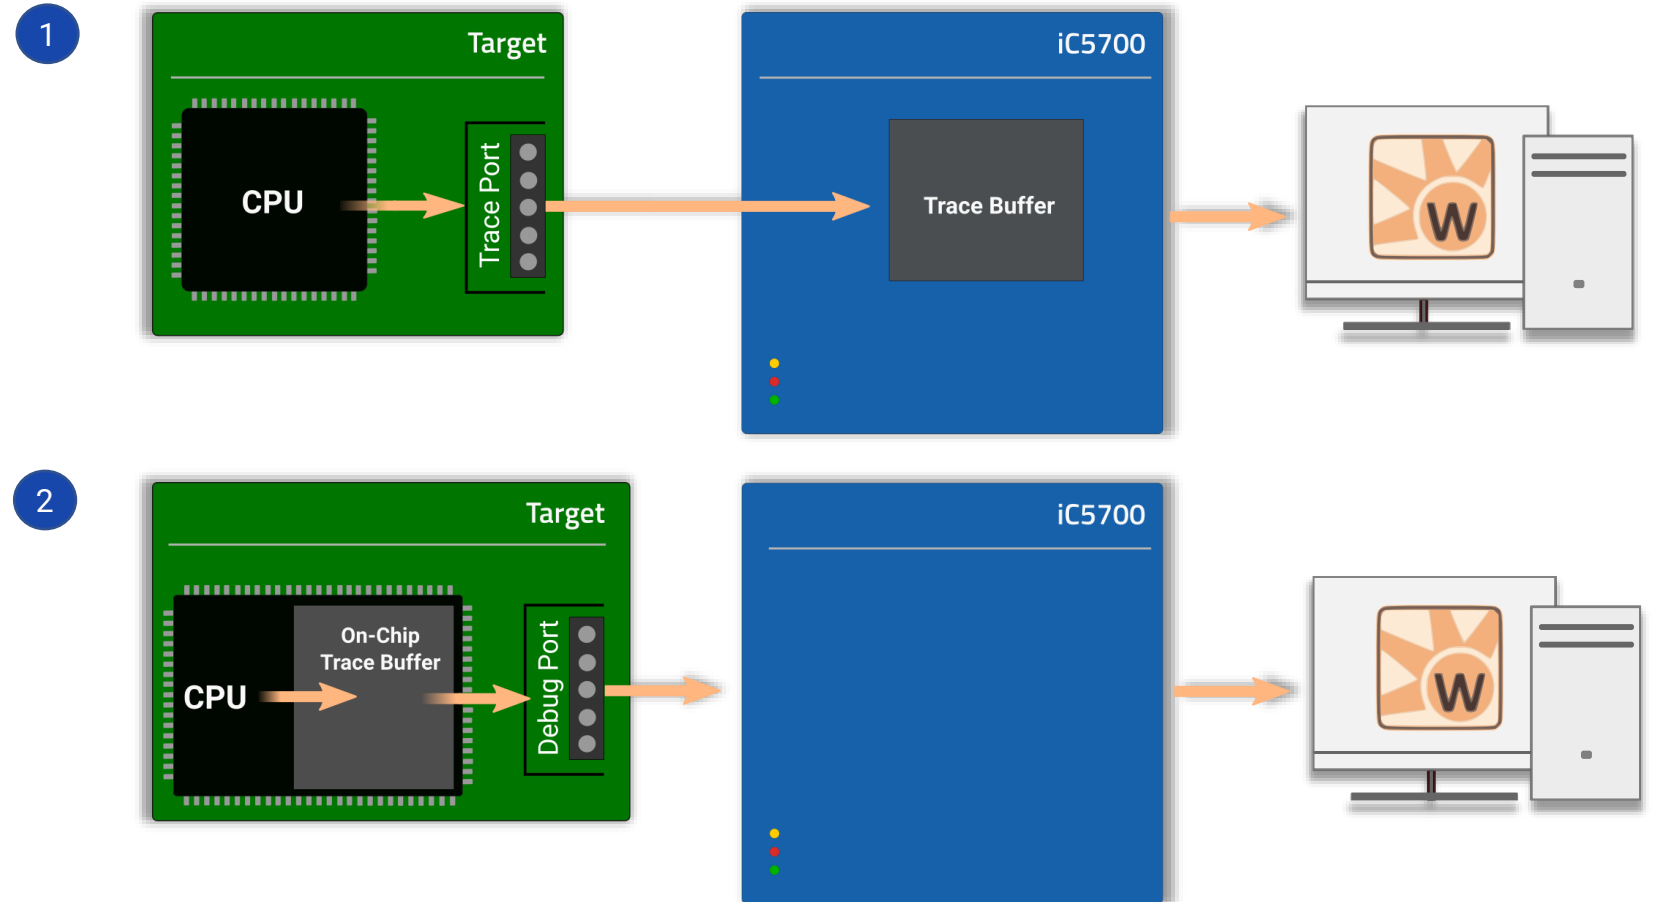 1
Target
iC5700
CPU
Trace Port
Trace Buffer
W
2
Target
iC5700
On-Chip
Trace Buffer
CPU
Debug Port
W